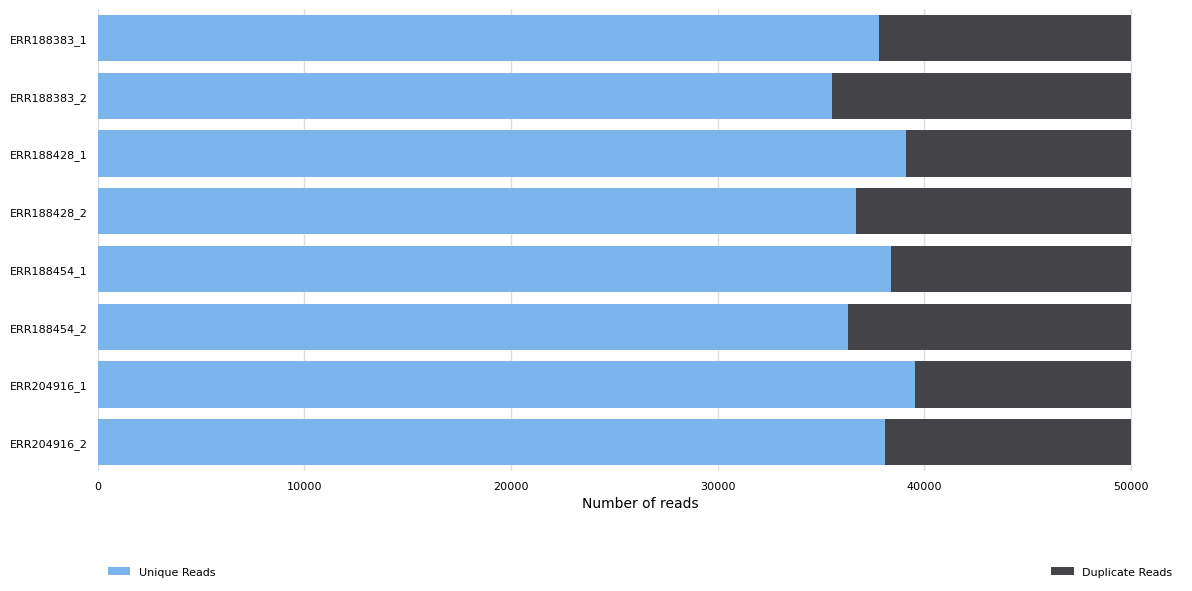 ERR188383_1
ERR188383_2
ERR188428_1
ERR188428_2
ERR188454_1
ERR188454_2
ERR204916_1
ERR204916_2
0 10000 20000 30000 40000 50000
Number of reads
Unique Reads Duplicate Reads